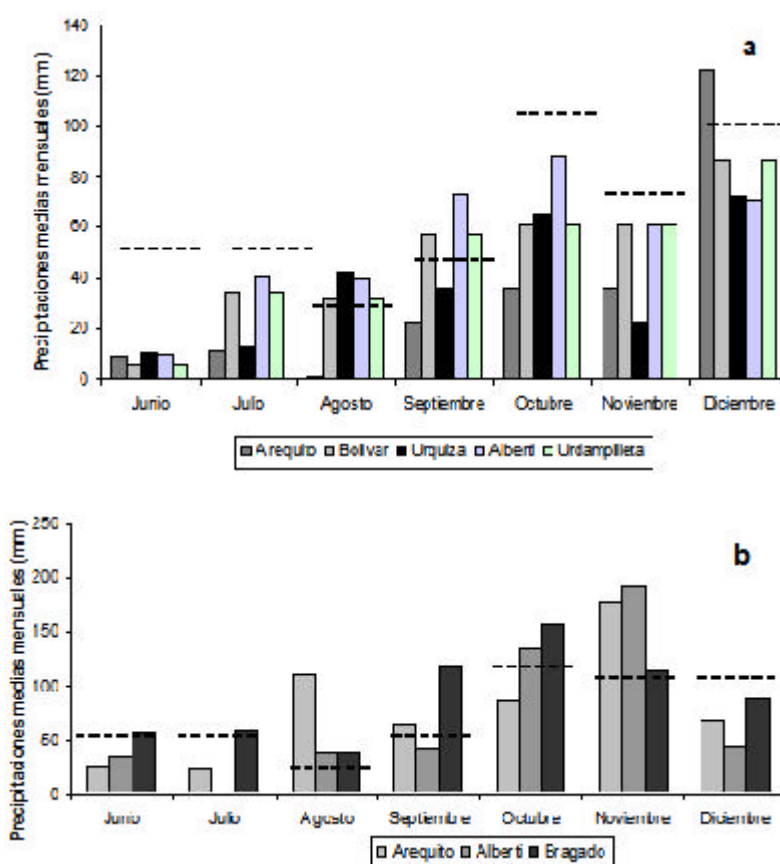 a
Precipitaciones medias mensuales (mm)
140
120
100
80
60
40
20
0
Junio Julio Agosto Septiembre Octubre Noviembre Diciembre
Arequito Bolivar Urquiza Alberti Urdampilleta
b
Precipitaciones medias mensuales (mm)
250
200
150
100
50
0
Junio Julio Agosto Septiembre Octubre Noviembre Diciembre
Arequito Alberti Bragado